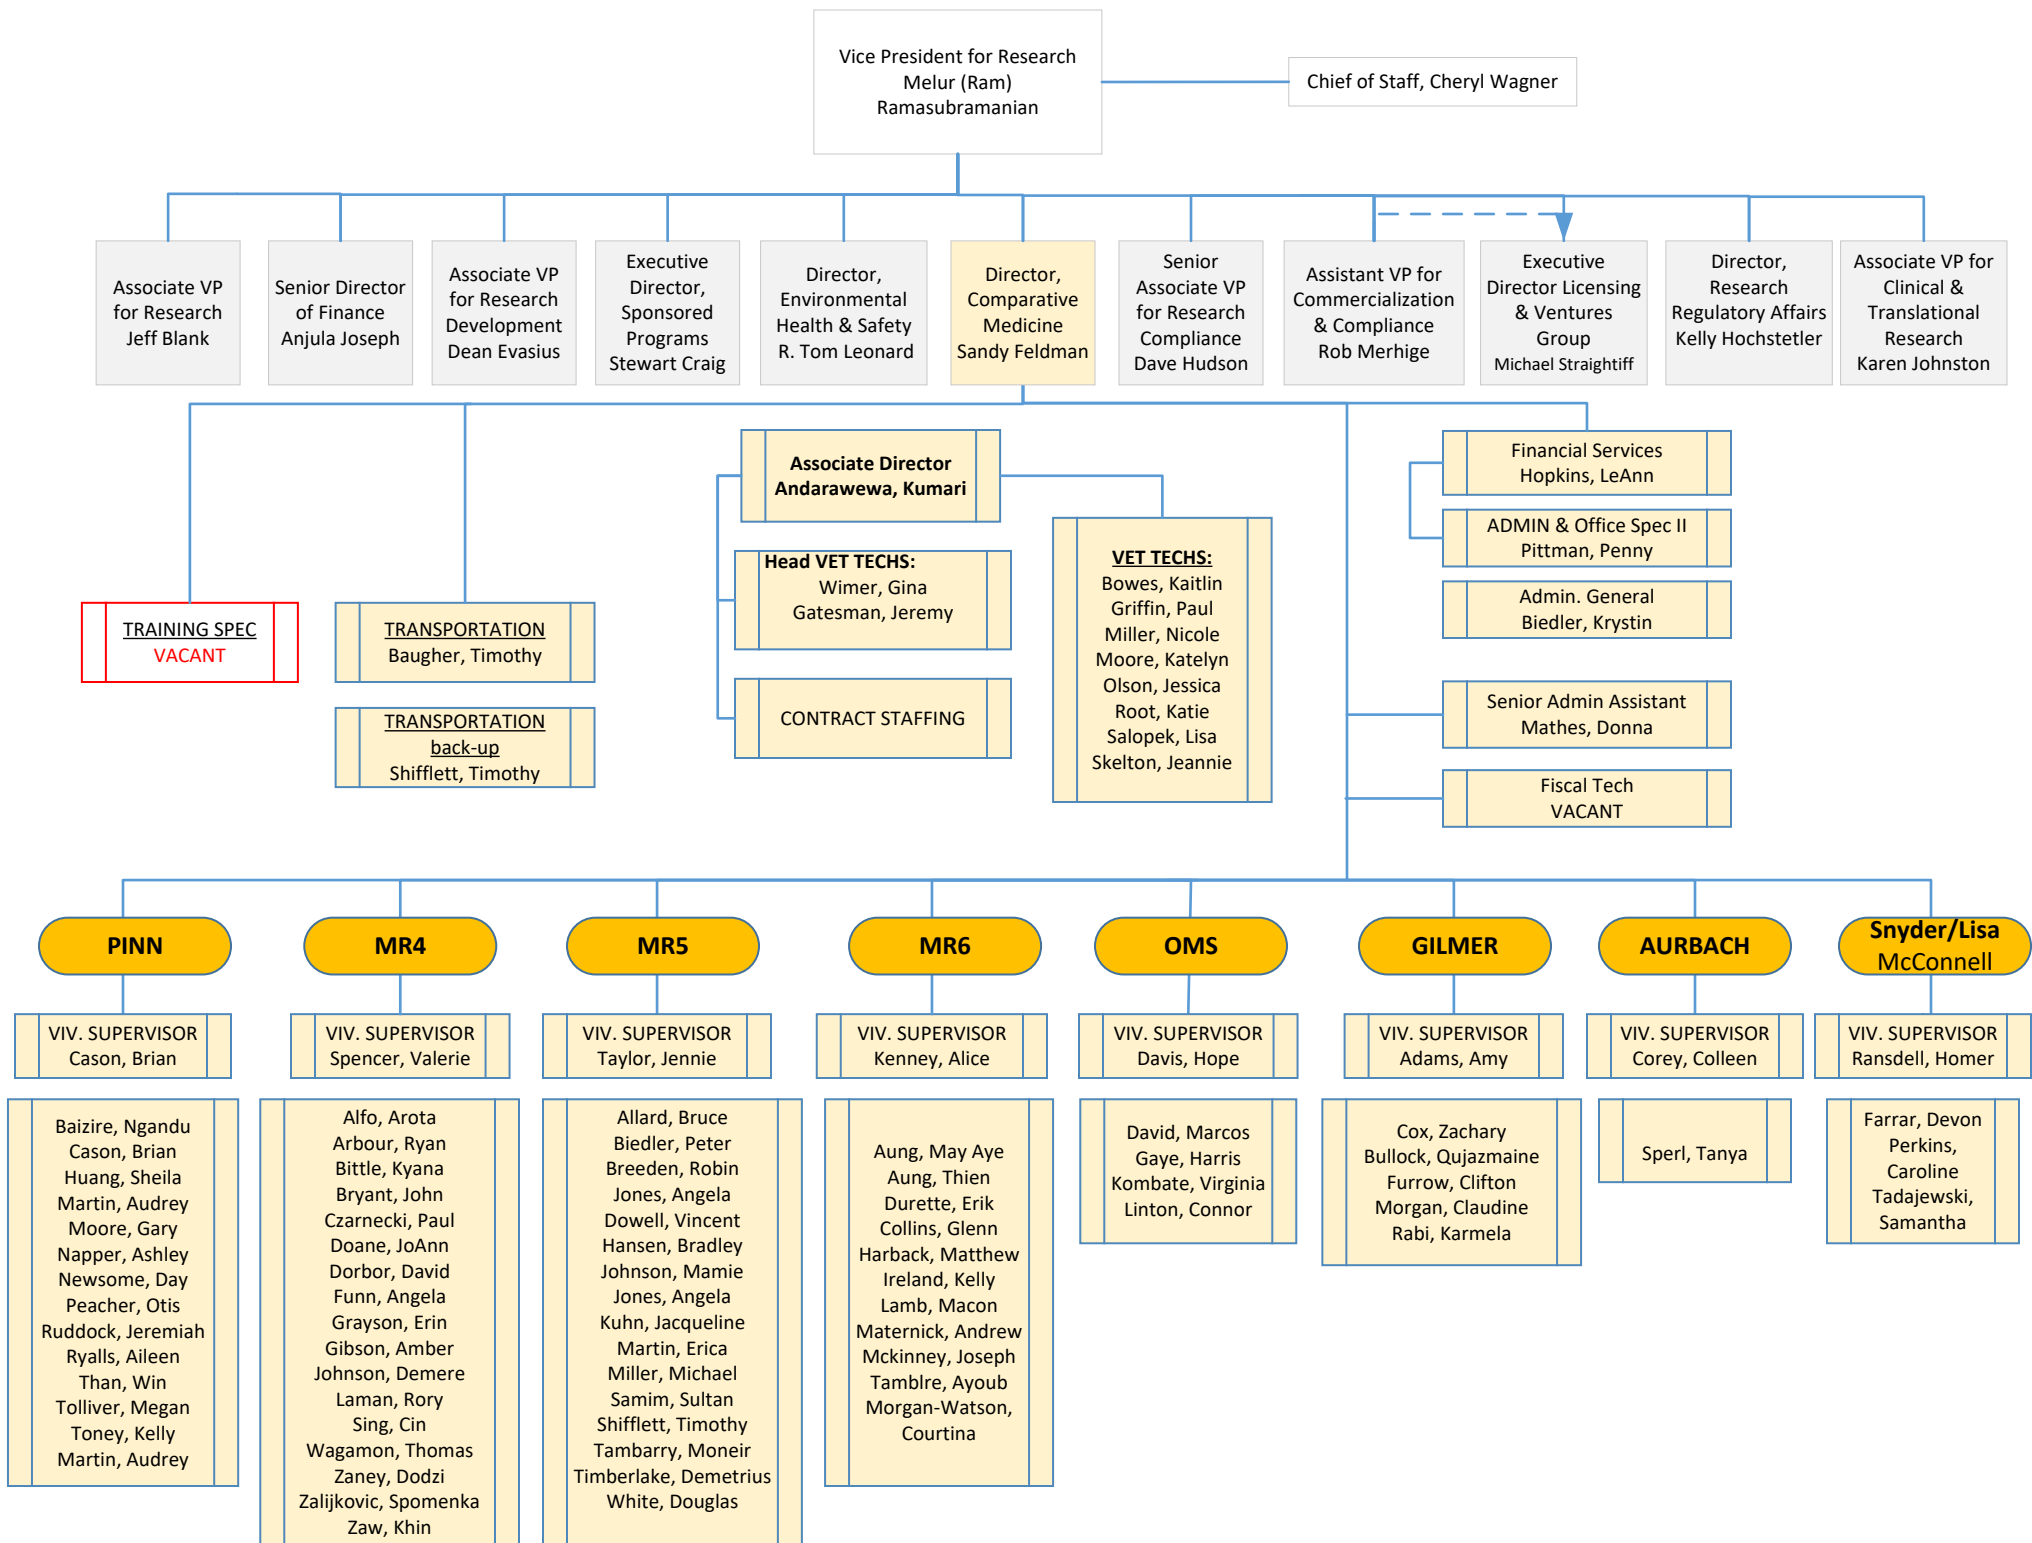 Vice President for Research
Melur (Ram)
Ramasubramanian
Chief of Staff, Cheryl Wagner
Associate VP
for Research
Jeff Blank
Senior Director
of Finance
Anjula Joseph
Associate VP
for Research
Development
Dean Evasius
Executive
Director,
Sponsored
Programs
Stewart Craig
Director,
Environmental
Health & Safety
R. Tom Leonard
Director,
Comparative
Medicine
Sandy Feldman
Senior
Associate VP
for Research
Compliance
Dave Hudson
Assistant VP for
Commercialization
& Compliance
Rob Merhige
Executive
Director Licensing
& Ventures
Group
Michael Straightiff
Director,
Research
Regulatory Affairs
Kelly Hochstetler
Associate VP for
Clinical &
Translational
Research
Karen Johnston
TRAINING SPEC
VACANT
TRANSPORTATION
Baugher, Timothy
TRANSPORTATION
back-up
Shifflett, Timothy
Associate Director
Andarawewa, Kumari
Head VET TECHS:
Wimer, Gina
Gatesman, Jeremy
CONTRACT STAFFING
VET TECHS:
Bowes, Kaitlin
Griffin, Paul
Miller, Nicole
Moore, Katelyn
Olson, Jessica
Root, Katie
Salopek, Lisa
Skelton, Jeannie
Financial Services
Hopkins, LeAnn
ADMIN & Office Spec II
Pittman, Penny
Admin. General
Biedler, Krystin
Senior Admin Assistant
Mathes, Donna
Fiscal Tech
VACANT
PINN
VIV. SUPERVISOR
Cason, Brian
Baizire, Ngandu
Cason, Brian
Huang, Sheila
Martin, Audrey
Moore, Gary
Napper, Ashley
Newsome, Day
Peacher, Otis
Ruddock, Jeremiah
Ryalls, Aileen
Than, Win
Tolliver, Megan
Toney, Kelly
Martin, Audrey
MR4
VIV. SUPERVISOR
Spencer, Valerie
Alfo, Arota
Arbour, Ryan
Bittle, Kyana
Bryant, John
Czarnecki, Paul
Doane, JoAnn
Dorbor, David
Funn, Angela
Grayson, Erin
Gibson, Amber
Johnson, Demere
Laman, Rory
Sing, Cin
Wagamon, Thomas
Zaney, Dodzi
Zalijkovic, Spomenka
Zaw, Khin
MR5
VIV. SUPERVISOR
Taylor, Jennie
Allard, Bruce
Biedler, Peter
Breeden, Robin
Jones, Angela
Dowell, Vincent
Hansen, Bradley
Johnson, Mamie
Jones, Angela
Kuhn, Jacqueline
Martin, Erica
Miller, Michael
Samim, Sultan
Shifflett, Timothy
Tambarry, Moneir
Timberlake, Demetrius
White, Douglas
MR6
VIV. SUPERVISOR
Kenney, Alice
Aung, May Aye
Aung, Thien
Durette, Erik
Collins, Glenn
Harback, Matthew
Ireland, Kelly
Lamb, Macon
Maternick, Andrew
Mckinney, Joseph
Tamblre, Ayoub
Morgan-Watson,
Courtina
OMS
VIV. SUPERVISOR
Davis, Hope
David, Marcos
Gaye, Harris
Kombate, Virginia
Linton, Connor
GILMER
VIV. SUPERVISOR
Adams, Amy
Cox, Zachary
Bullock, Qujazmaine
Furrow, Clifton
Morgan, Claudine
Rabi, Karmela
AURBACH
VIV. SUPERVISOR
Corey, Colleen
Sperl, Tanya
Snyder/Lisa
McConnell
VIV. SUPERVISOR
Ransdell, Homer
Farrar, Devon
Perkins,
Caroline
Tadajewski,
Samantha